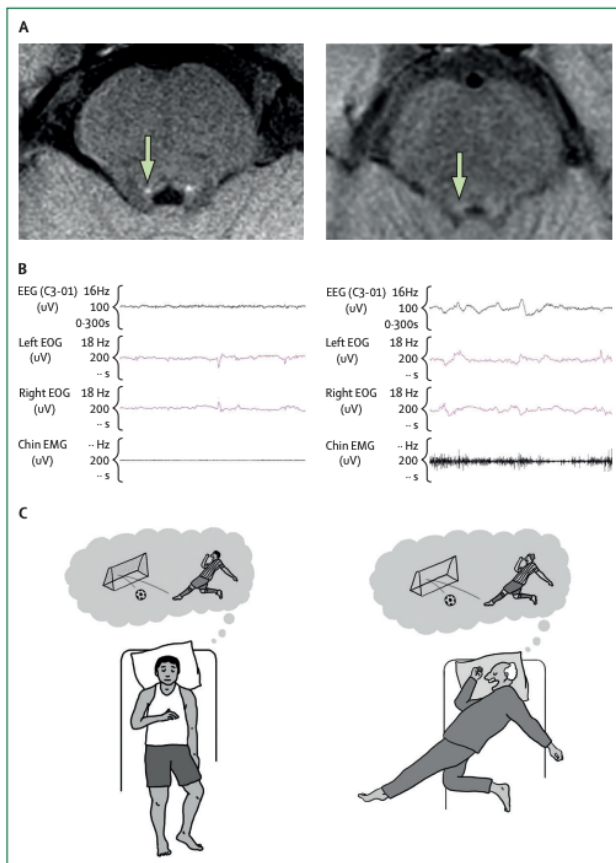 A
B
EEG (C3-01) 16Hz
(uV) 100
0·300s
Left EOG 18 Hz
(uV) 200
·· s
Right EOG 18 Hz
(uV) 200
·· s
Chin EMG ·· Hz
(uV) 200
·· s
EEG (C3-01) 16Hz
(uV) 100
0·300s
Left EOG 18 Hz
(uV) 200
·· s
Right EOG 18 Hz
(uV) 200
·· s
Chin EMG ·· Hz
(uV) 200
·· s
C